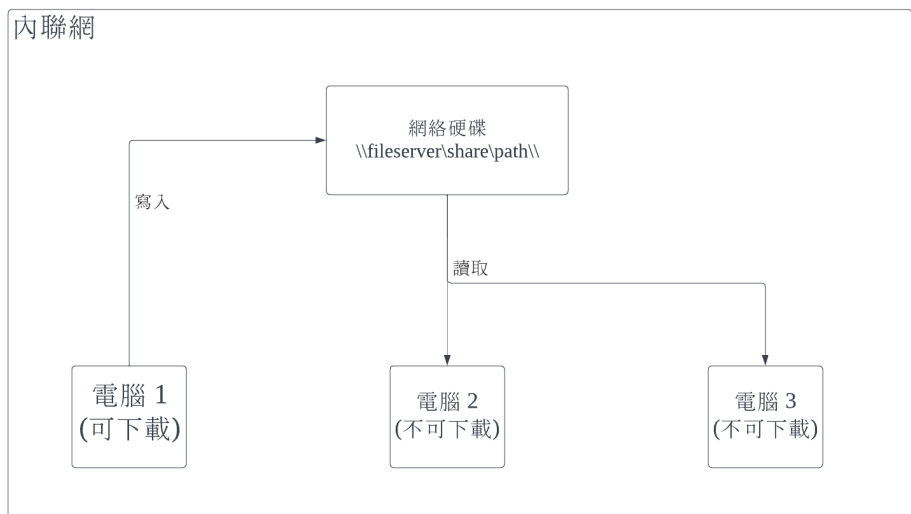 內聯網
網絡硬碟
\\fileserver\share\path\\
寫入
讀取
電腦 1
(可下載)
電腦 2
(不可下載)
電腦 3
(不可下載)